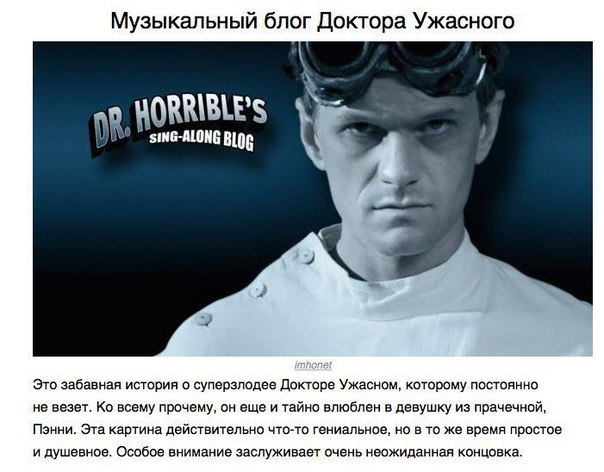 Музыкальный блог Доктора Ужасного
DR. HORRIBLE'S
SING-ALONG BLOG
imhonet
Это забавная история о суперзлодее Докторе Ужасном, которому постоянно
не везет. Ко всему прочему, он еще и тайно влюблен в девушку из прачечной,
Пэнни. Эта картина действительно что-то гениальное, но в то же время простое
и душевное. Особое внимание заслуживает очень неожиданная концовка.